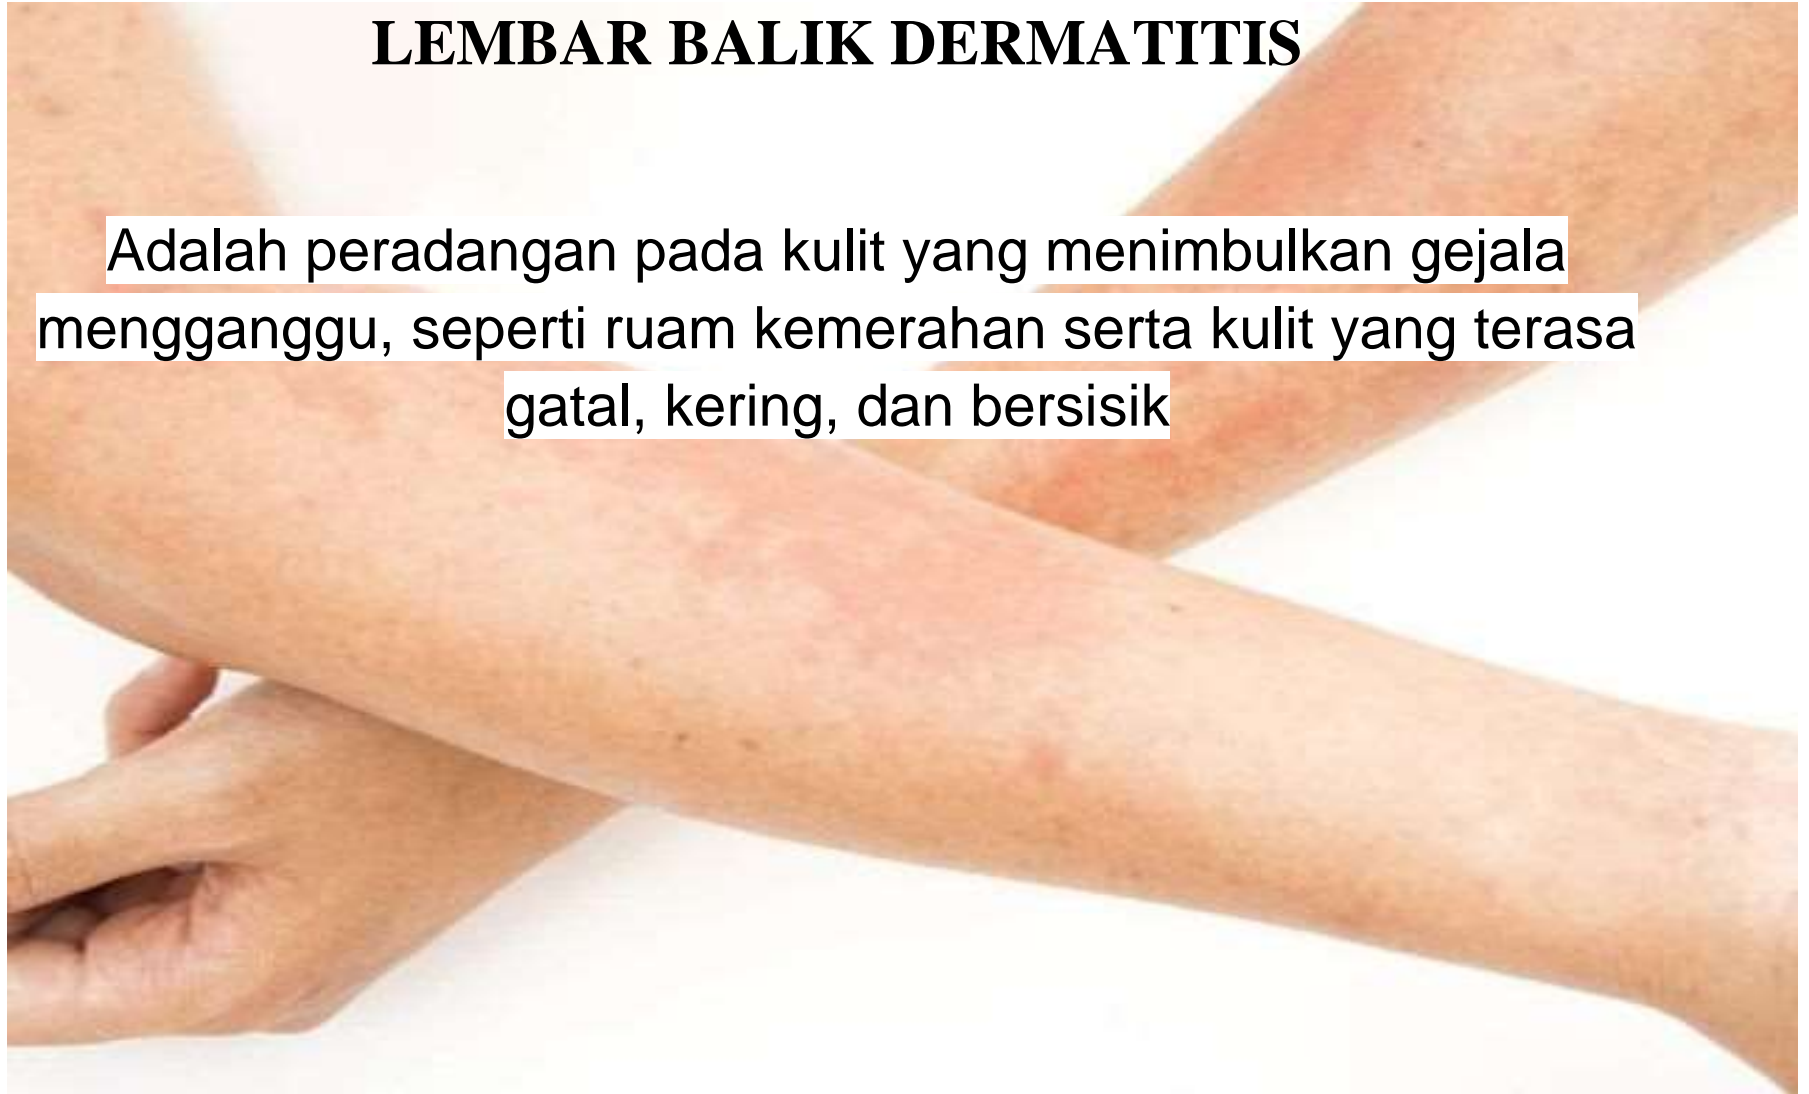 LEMBAR BALIK DERMATITIS
Adalah peradangan pada kulit yang menimbulkan gejala
mengganggu, seperti ruam kemerahan serta kulit yang terasa
gatal, kering, dan bersisik